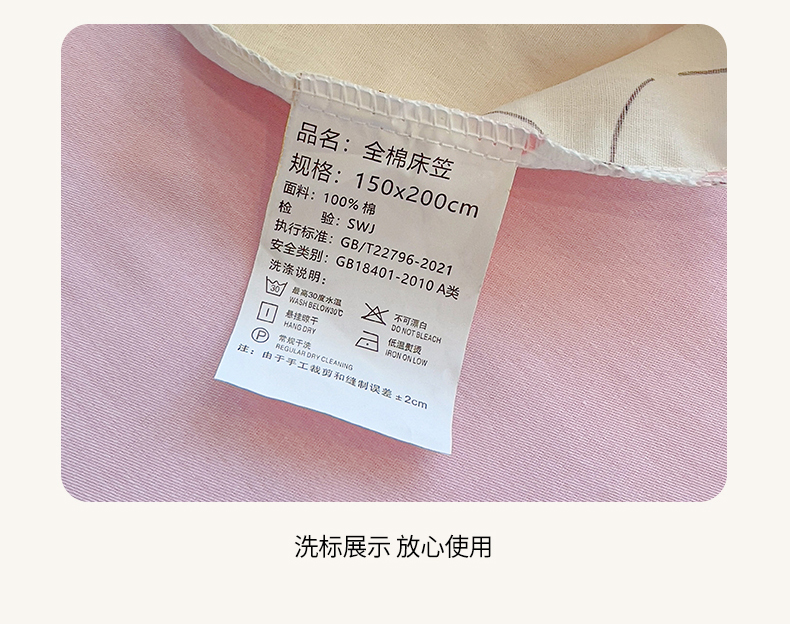 品名：全棉床笠
规格：150x200cm
面料：100% 棉
检　　验：SWJ
执行标准：GB/T22796-2021
安全类别：GB18401-2010 A类
洗涤说明：
30 最高30度水温
WASH BELOW30℃
不可漂白
DO NOT BLEACH
悬挂晾干
HANG DRY
低温熨烫
IRON ON LOW
P 常规干洗
REGULAR DRY CLEANING
注：由于手工裁剪和缝制误差 ±2cm
洗标展示 放心使用